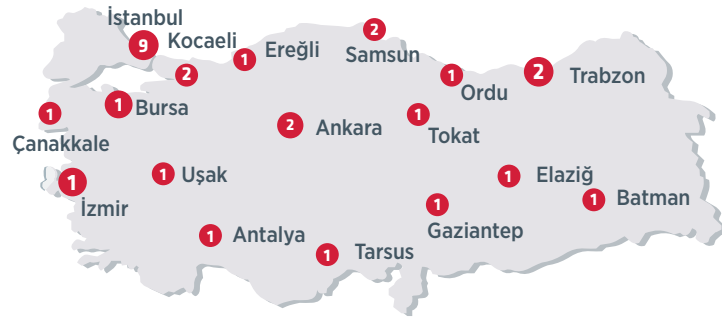 İstanbul
9
Kocaeli
2
1
Ereğli
2
Samsun
1
Ordu
2
Trabzon
1
Bursa
1
Çanakkale
2
Ankara
1
Tokat
1
İzmir
1
Uşak
1
Elaziğ
1
Batman
1
Gaziantep
1
Antalya
1
Tarsus